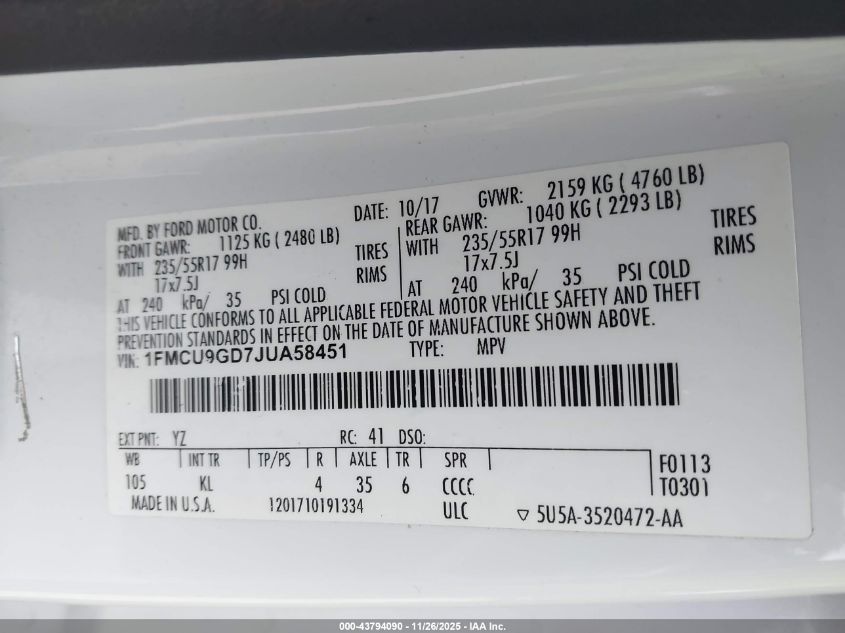 MFD. BY FORD MOTOR CO. DATE: 10/17 GVWR: 2159 KG ( 4760 LB)
FRONT GAWR: 1125 KG ( 2480 LB)
WITH 235/55R17 99H TIRES
17x7.5J RIMS
AT 240 kPa/ 35 PSI COLD
REAR GAWR: 1040 KG ( 2293 LB)
WITH 235/55R17 99H TIRES
17x7.5J RIMS
AT 240 kPa/ 35 PSI COLD
THIS VEHICLE CONFORMS TO ALL APPLICABLE FEDERAL MOTOR VEHICLE SAFETY AND THEFT
PREVENTION STANDARDS IN EFFECT ON THE DATE OF MANUFACTURE SHOWN ABOVE.
VIN: 1FMCU9GD7JUA58451 TYPE: MPV
EXT PNT: YZ RC: 41 DSO:
WB INT TR TP/PS R AXLE TR SPR F0113
105 KL 4 35 6 CCCC T0301
MADE IN U.S.A. 1201710191334 ULC ▽ 5U5A-3520472-AA
000-43794090 - 11/26/2025 - IAA Inc.